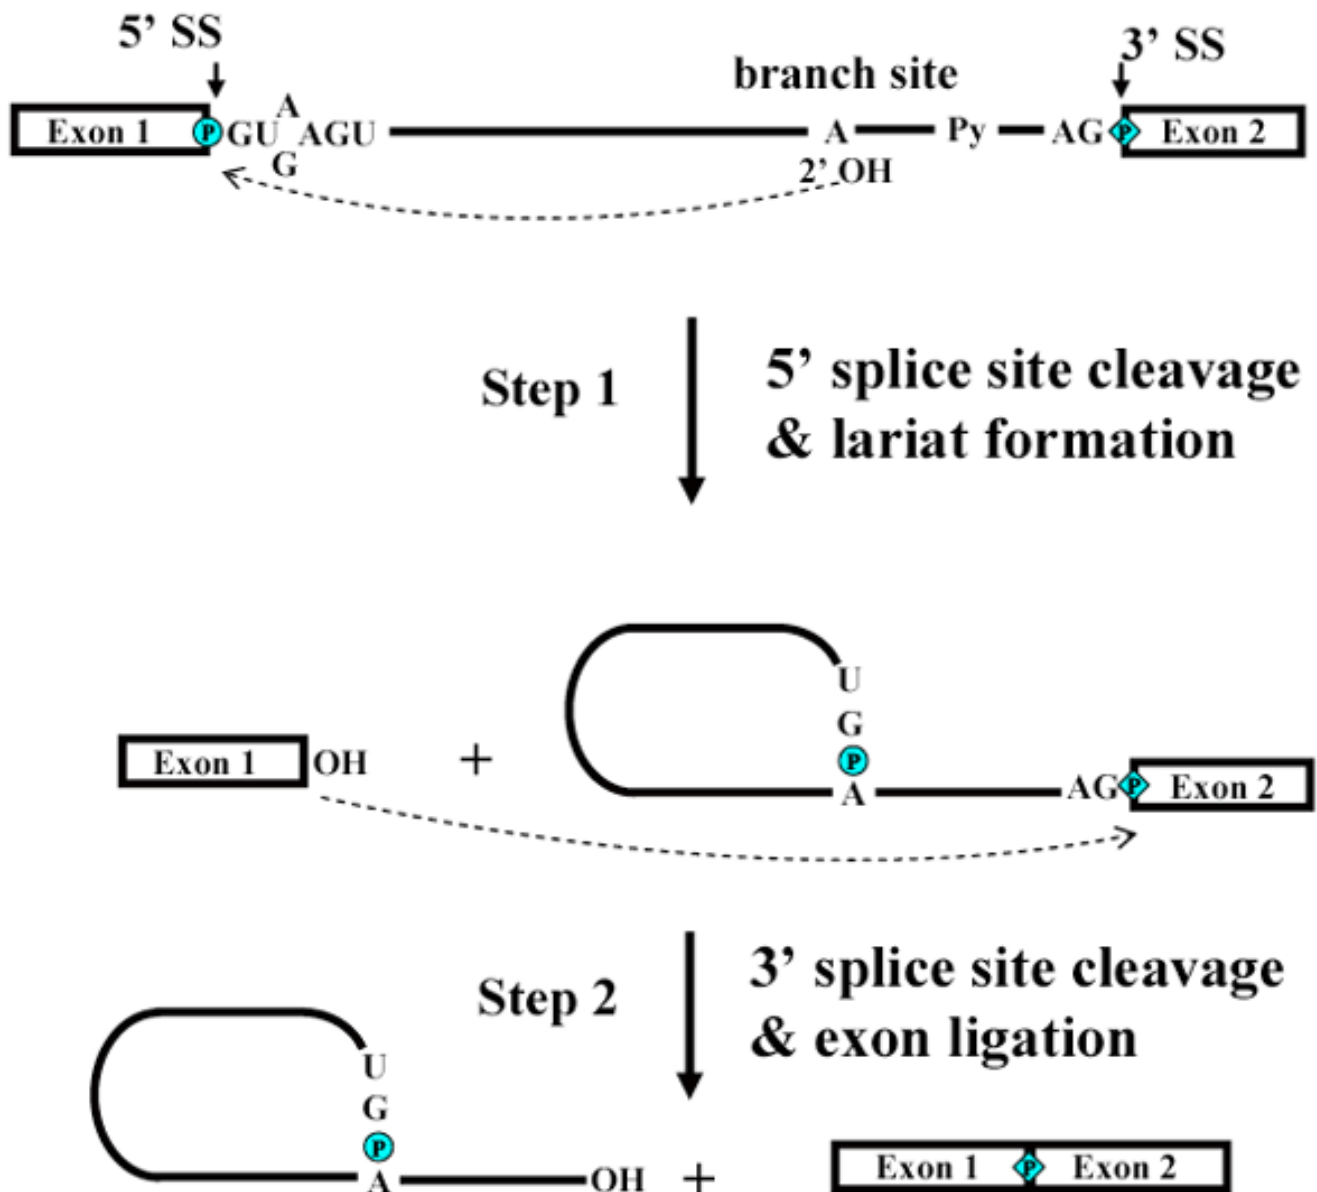 5’ SS
3’ SS
branch site
Exon 1 P GU A AGU A Py AG P Exon 2
G
2’ OH
Step 1
5’ splice site cleavage
& lariat formation
U
G
P
Exon 1 OH + A AG P Exon 2
Step 2
3’ splice site cleavage
& exon ligation
U
G
P
A OH + Exon 1 P Exon 2